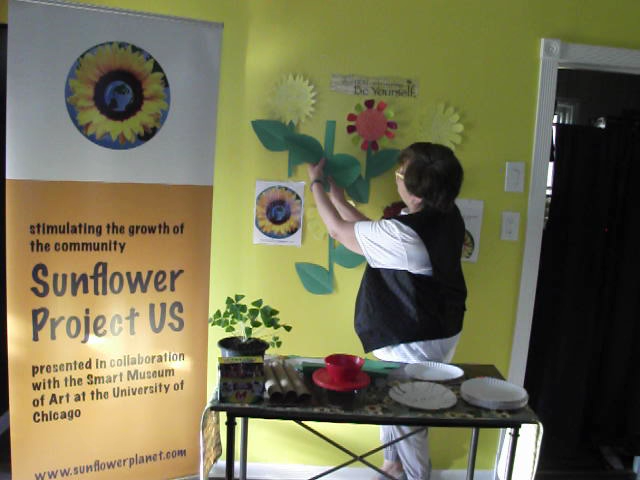 Be Yourself.
stimulating the growth of
the community
Sunflower
Project US
presented in collaboration
with the Smart Museum
of Art at the University of
Chicago
www.sunflowerplanet.com
64